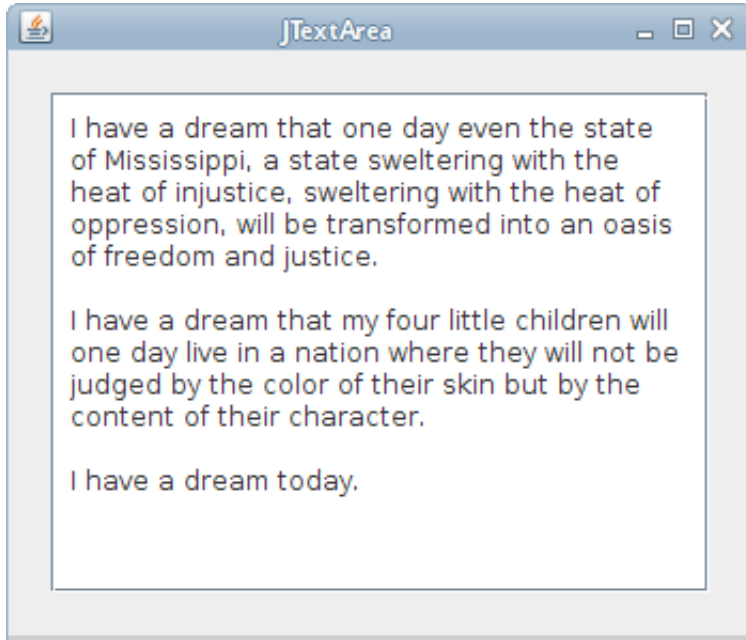 JTextArea
I have a dream that one day even the state
of Mississippi, a state sweltering with the
heat of injustice, sweltering with the heat of
oppression, will be transformed into an oasis
of freedom and justice.
I have a dream that my four little children will
one day live in a nation where they will not be
judged by the color of their skin but by the
content of their character.
I have a dream today.